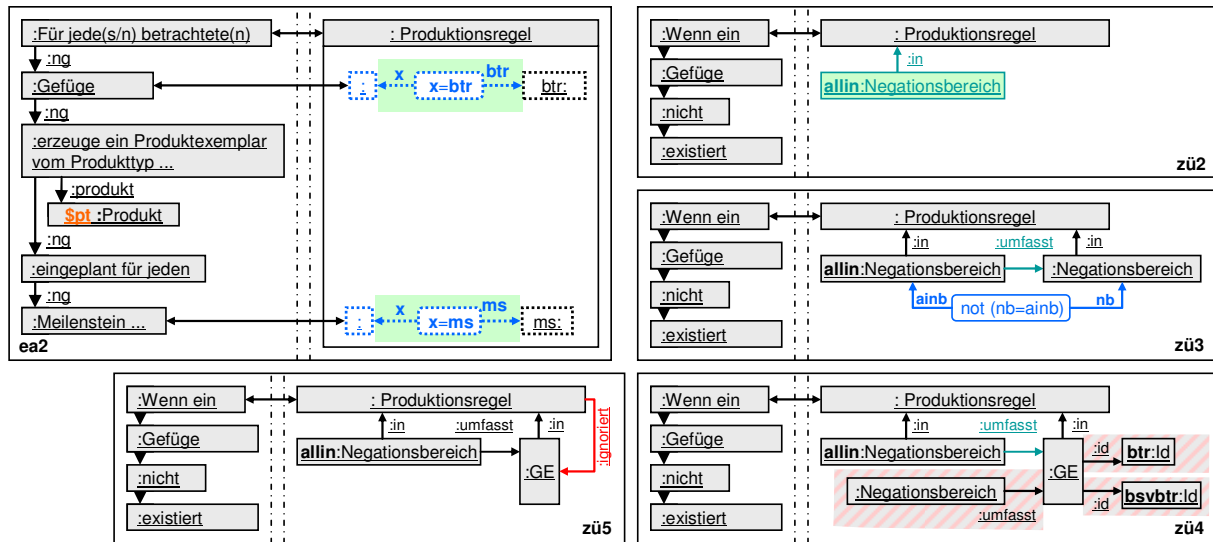 :Für jede(s/n) betrachtete(n)
: Produktionsregel
:ng
:Gefüge
:
x
x=btr
btr
btr:
:ng
:erzeuge ein Produktexemplar
vom Produkttyp ...
:produkt
$pt :Produkt
:ng
:eingeplant für jeden
:ng
:Meilenstein ...
:
x
x=ms
ms
ms:
ea2
:Wenn ein
: Produktionsregel
:in
:Gefüge
allin:Negationsbereich
:nicht
:existiert
zü2
:Wenn ein
: Produktionsregel
:in
:umfasst
:in
:Gefüge
allin:Negationsbereich
:Negationsbereich
:nicht
ainb
not (nb=ainb)
nb
:existiert
zü3
:Wenn ein
: Produktionsregel
:in
:umfasst
:in
:ignoriert
:Gefüge
allin:Negationsbereich
:GE
:nicht
:existiert
zü5
:Wenn ein
: Produktionsregel
:in
:umfasst
:in
:Gefüge
allin:Negationsbereich
:GE
:id
btr:Id
:nicht
:Negationsbereich
:id
bsvbtr:Id
:umfasst
:existiert
zü4